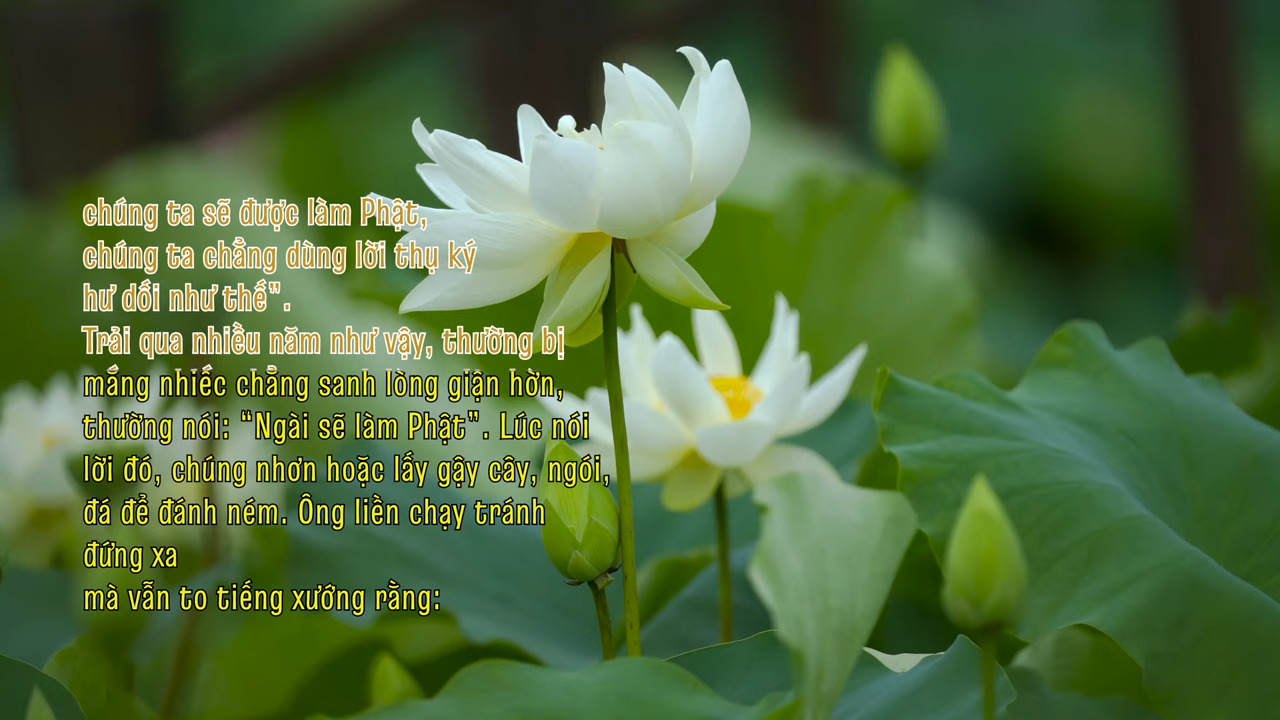 chúng ta sẽ được làm Phật,
chúng ta chẳng dùng lời thụ ký
hư dối như thế”.
Trải qua nhiều năm như vậy, thường bị
mắng nhiếc chẳng sanh lòng giận hờn,
thường nói: “Ngài sẽ làm Phật”. Lúc nói
lời đó, chúng nhơn hoặc lấy gậy cây, ngói,
đá để đánh ném. Ông liền chạy tránh
đứng xa
mà vẫn to tiếng xướng rằng: